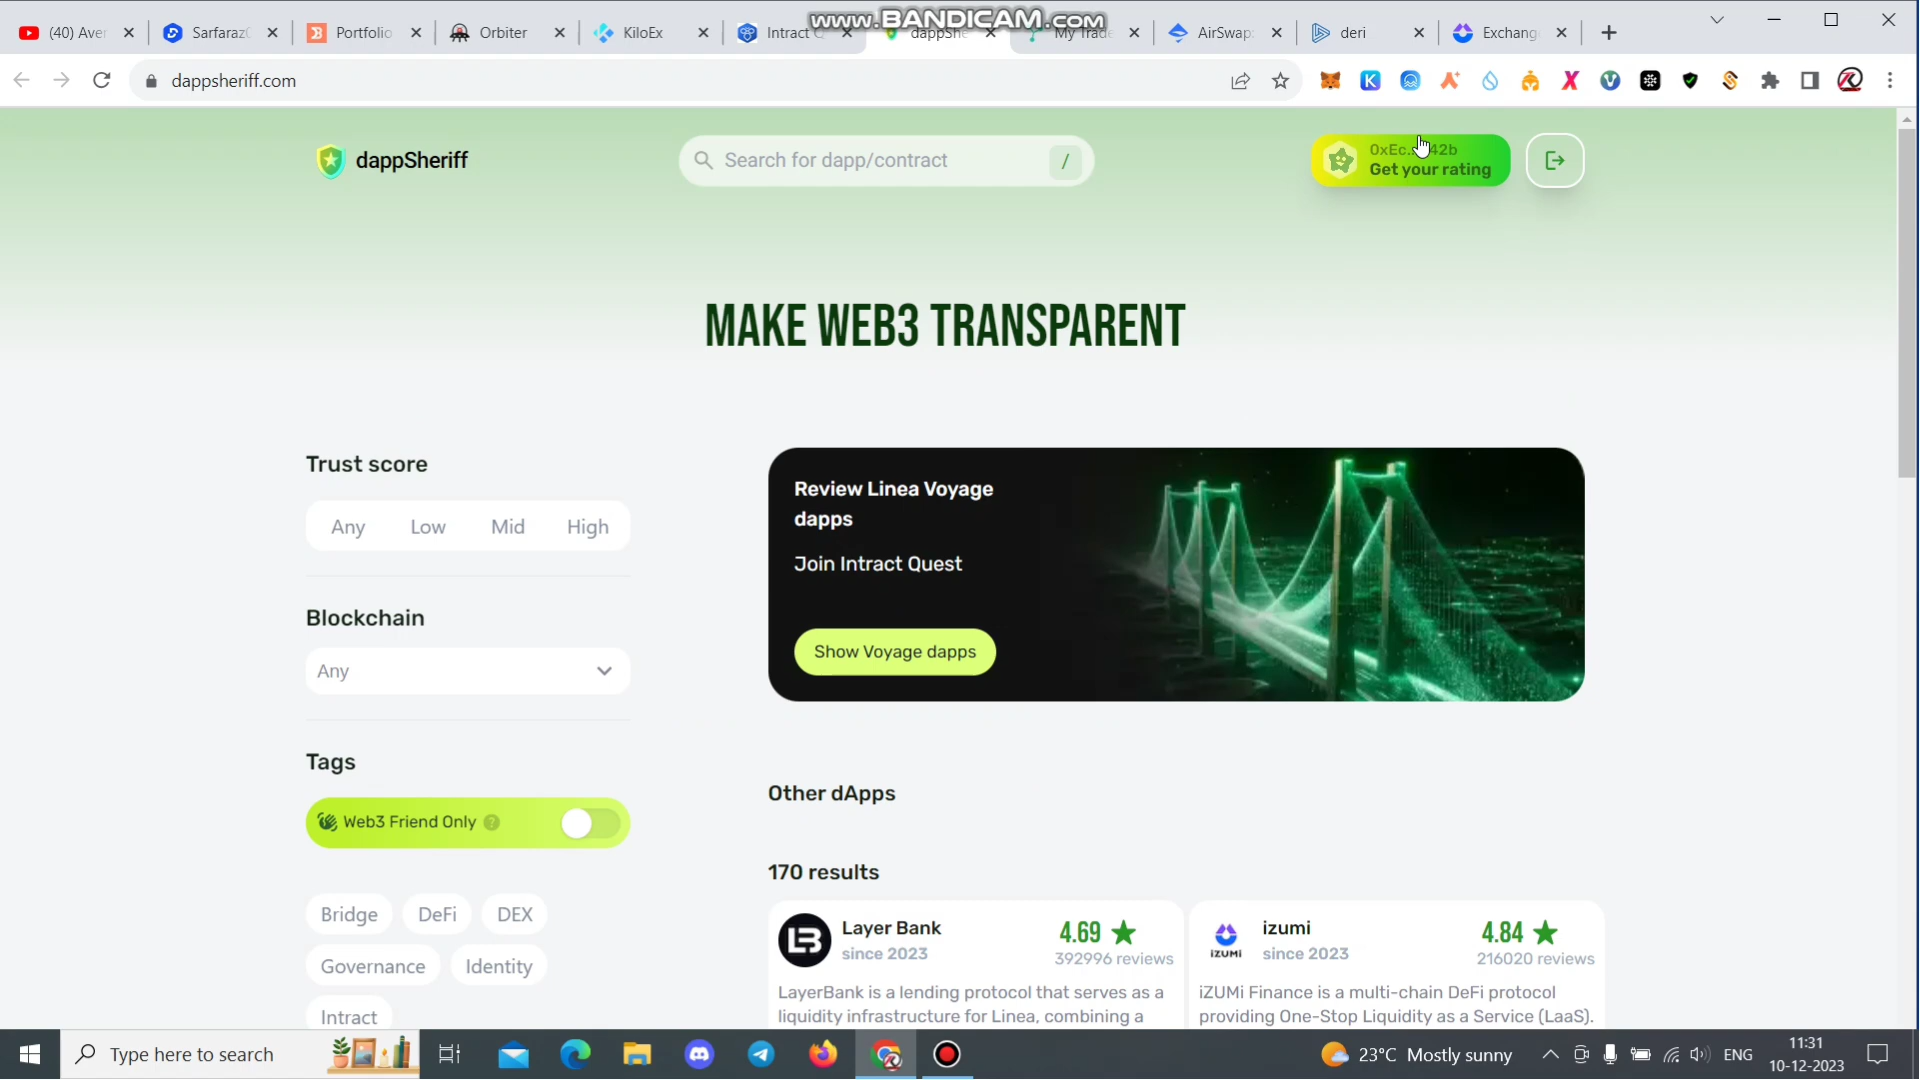 www.BANDICAM.com
(40) Aver
Sarfaraz
Portfolio
Orbiter
KiloEx
Intract Q
dappShe
My Trade
AirSwap:
deri
Exchang
dappsheriff.com
dappSheriff
Search for dapp/contract
/
Get your rating
MAKE WEB3 TRANSPARENT
Trust score
Any
Low
Mid
High
Blockchain
Any
Tags
Web3 Friend Only
?
Bridge
DeFi
DEX
Governance
Identity
Intract
Review Linea Voyage
dapps
Join Intract Quest
Show Voyage dapps
Other dApps
170 results
Layer Bank
since 2023
4.69
392996 reviews
LayerBank is a lending protocol that serves as a
liquidity infrastructure for Linea, combining a
izumi
since 2023
4.84
216020 reviews
iZUMi Finance is a multi-chain DeFi protocol
providing One-Stop Liquidity as a Service (LaaS).
IZUMI
Type here to search
23°C Mostly sunny
ENG
11:31
10-12-2023